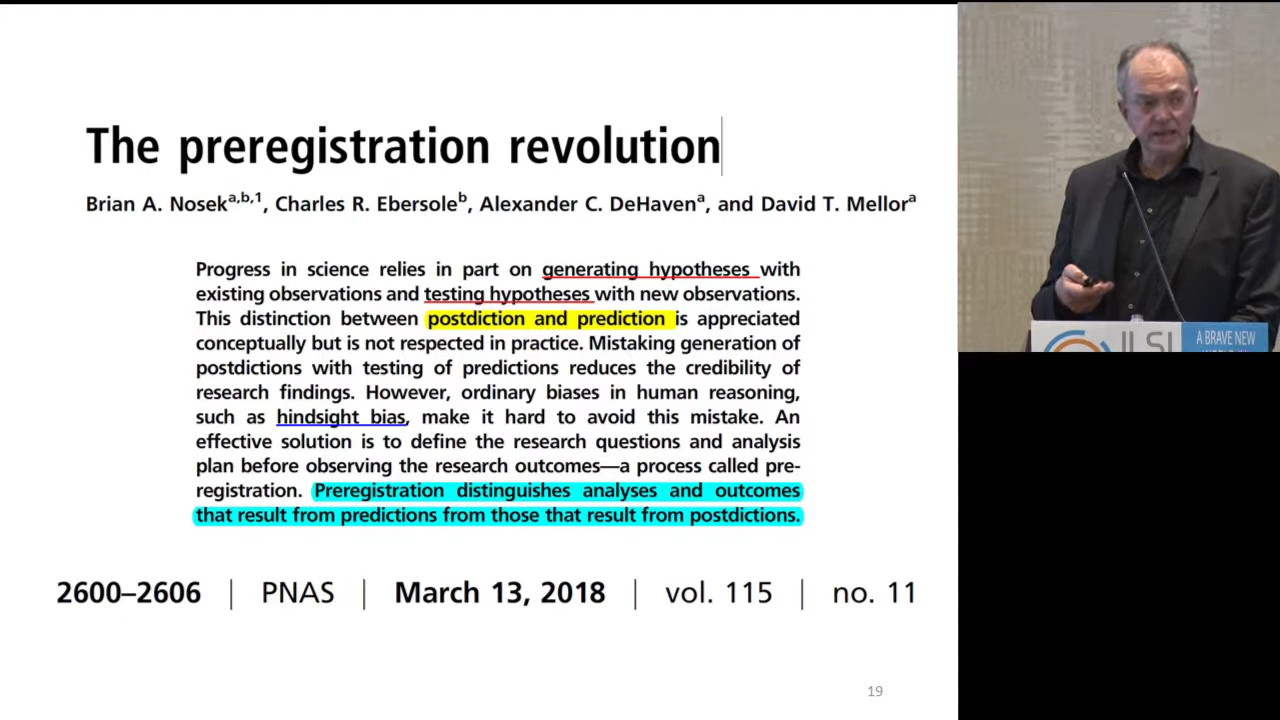 The preregistration revolution
Brian A. Nosek^a,b,1, Charles R. Ebersole^b, Alexander C. DeHaven^a, and David T. Mellor^a
Progress in science relies in part on generating hypotheses with
existing observations and testing hypotheses with new observations.
This distinction between postdiction and prediction is appreciated
conceptually but is not respected in practice. Mistaking generation of
postdictions with testing of predictions reduces the credibility of
research findings. However, ordinary biases in human reasoning,
such as hindsight bias, make it hard to avoid this mistake. An
effective solution is to define the research questions and analysis
plan before observing the research outcomes—a process called pre-
registration. Preregistration distinguishes analyses and outcomes
that result from predictions from those that result from postdictions.
2600–2606 | PNAS | March 13, 2018 | vol. 115 | no. 11
19
ILSI
A BRAVE NEW